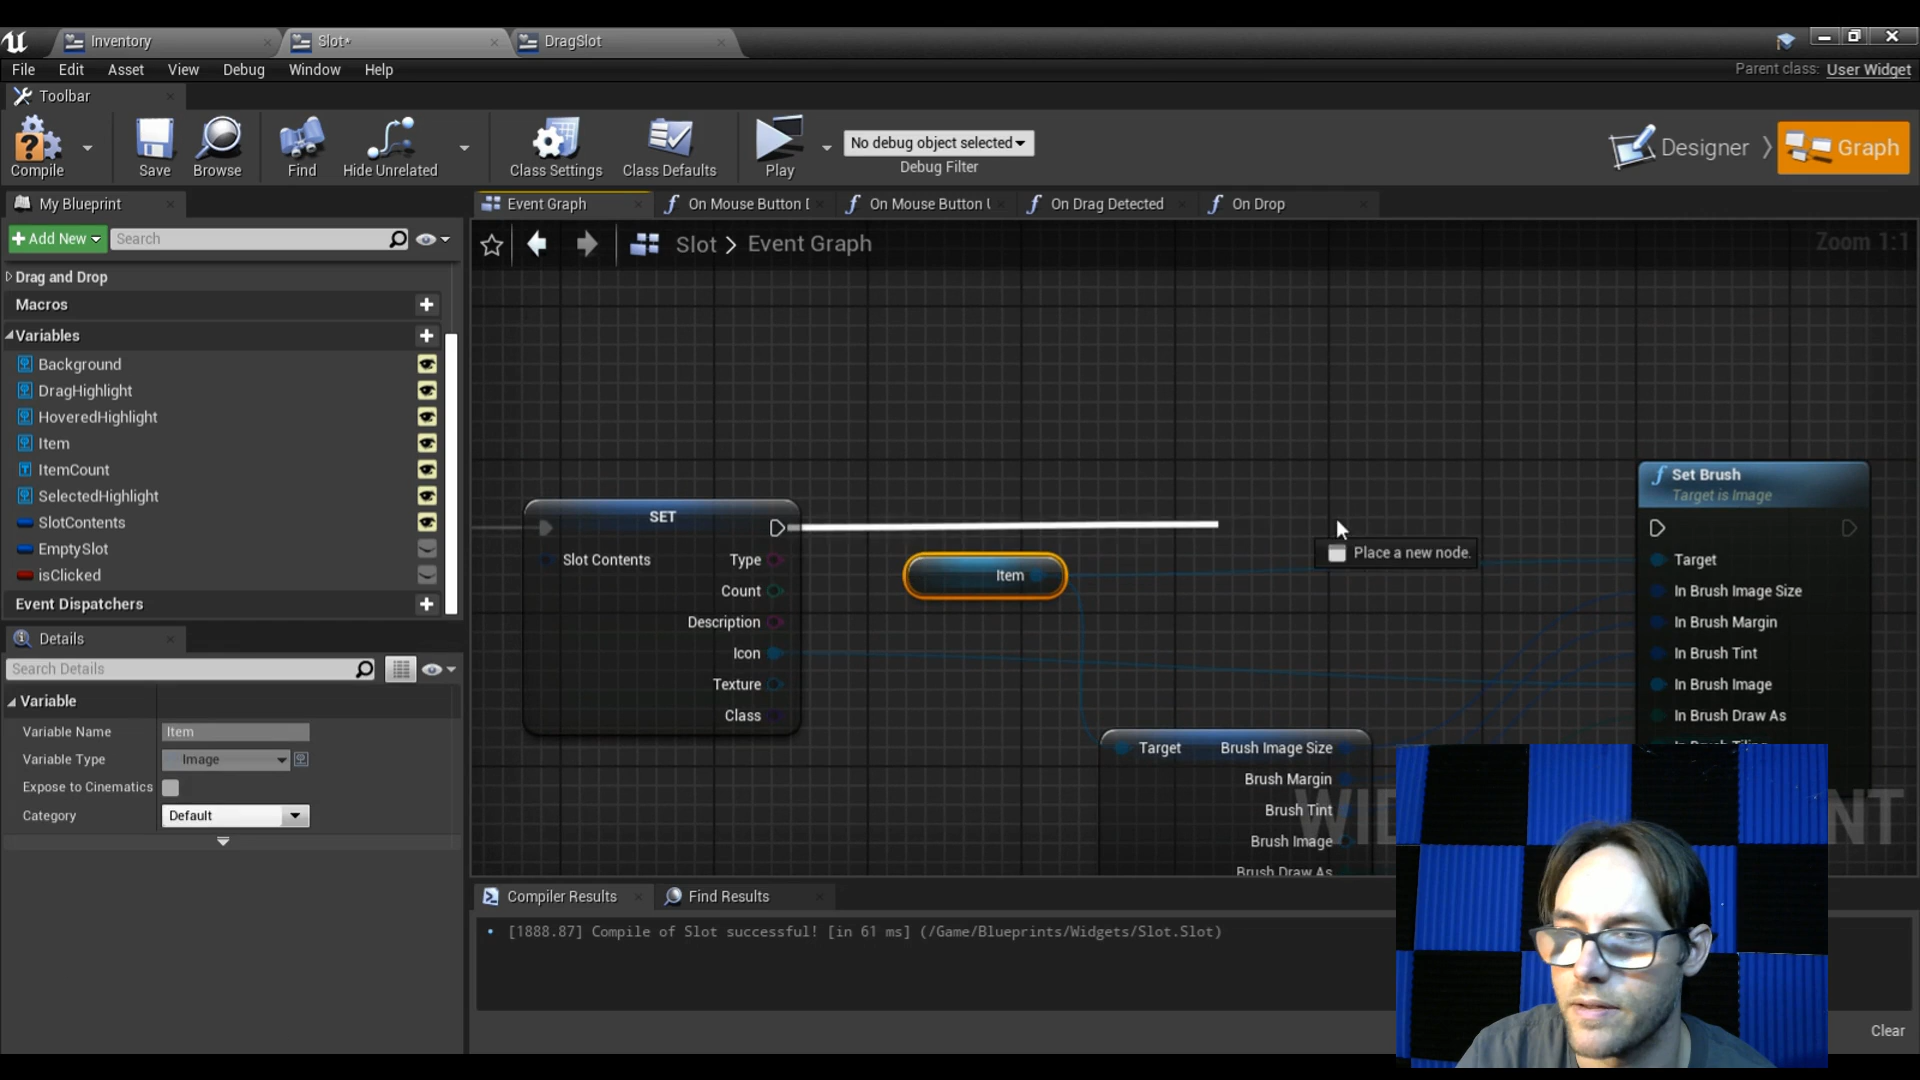 Inventory
Slot*
DragSlot
File Edit Asset View Debug Window Help
Parent class: User Widget
Toolbar
Compile
Save
Browse
Find
Hide Unrelated
Class Settings
Class Defaults
Play
No debug object selected
Debug Filter
Designer
Graph
My Blueprint
Event Graph
On Mouse Button
On Mouse Button
On Drag Detected
On Drop
Add New
Search
Slot > Event Graph
Zoom 1:1
Drag and Drop
Macros
Variables
Background
DragHighlight
HoveredHighlight
Item
ItemCount
SelectedHighlight
SlotContents
EmptySlot
isClicked
Event Dispatchers
Details
Search Details
Variable
Variable Name Item
Variable Type Image
Expose to Cinematics
Category Default
SET
Slot Contents
Type
Count
Description
Icon
Texture
Class
Item
Place a new node.
Set Brush
Target is Image
Target
In Brush Image Size
In Brush Margin
In Brush Tint
In Brush Image
In Brush Draw As
In Brush Tiling
Target
Brush Image Size
Brush Margin
Brush Tint
Brush Image
Brush Draw As
Compiler Results
Find Results
[1888.87] Compile of Slot successful! [in 61 ms] (/Game/Blueprints/Widgets/Slot.Slot)
Clear